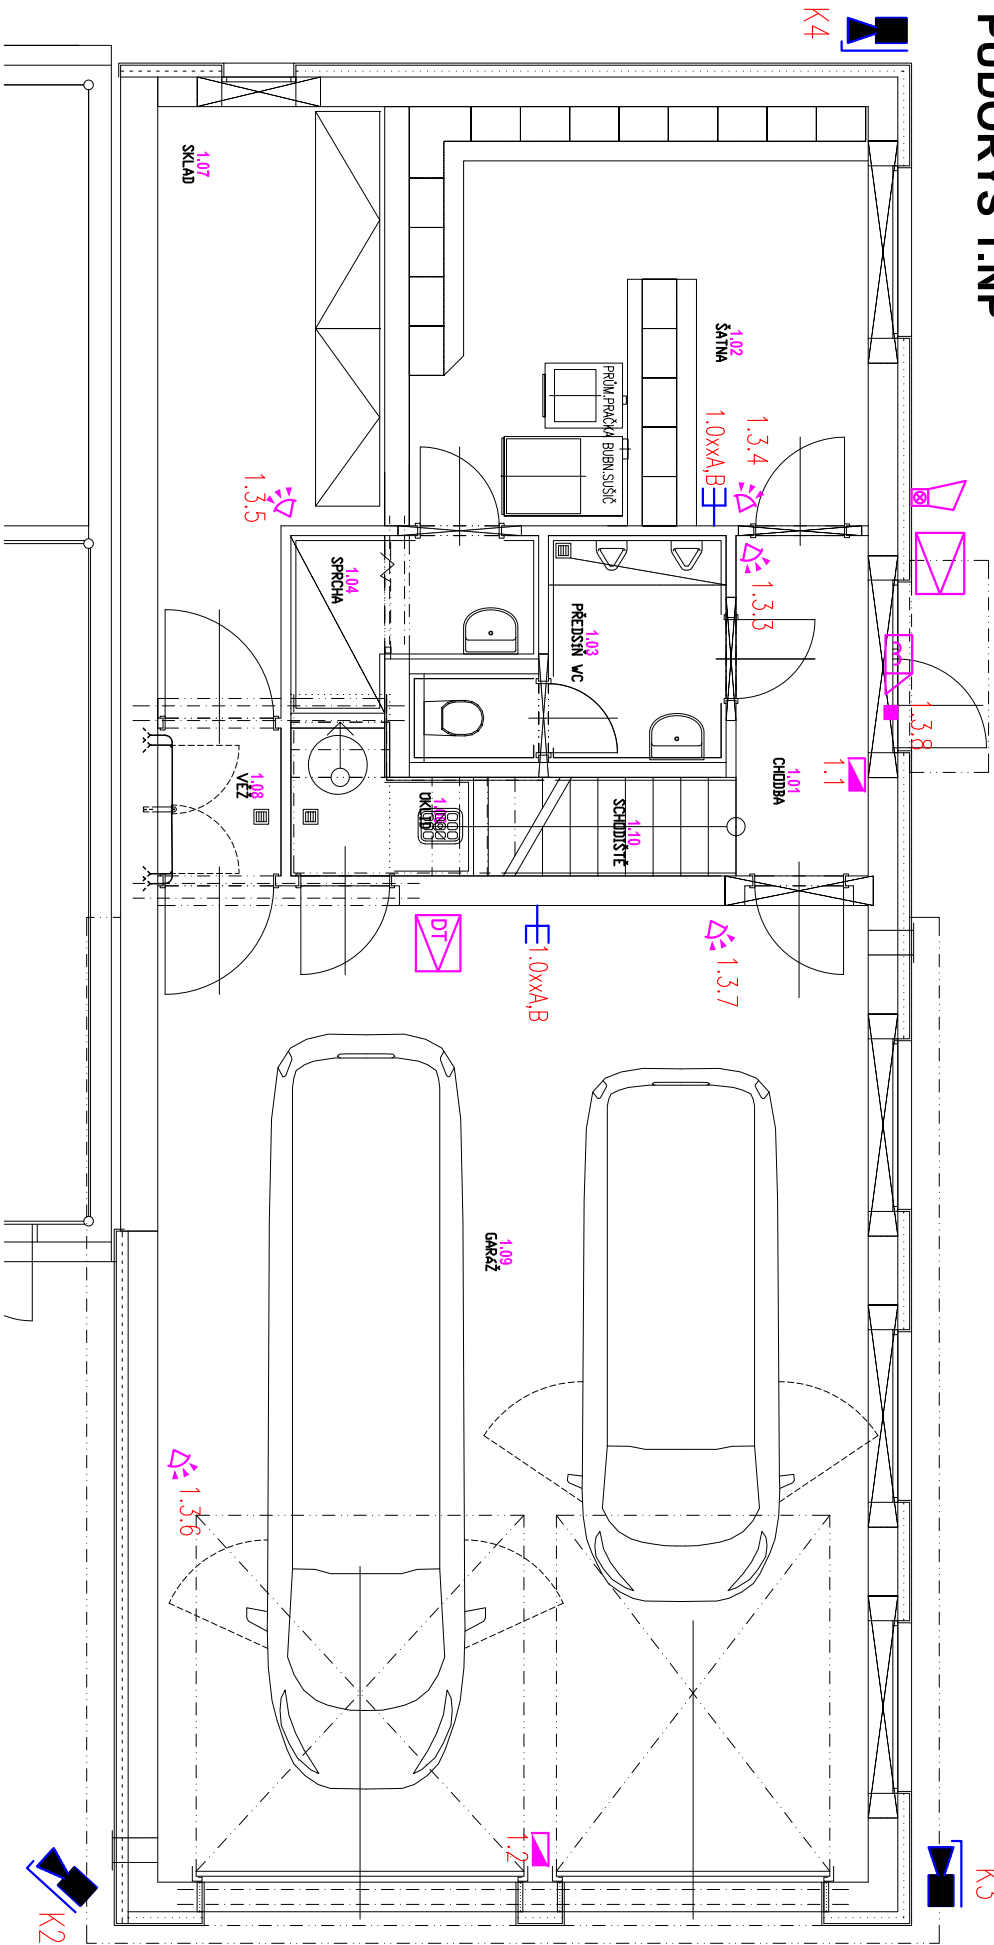 PŮDORYS 1.NP
K4
1.07
SKLAD
1.02
ŠATNA
PRŮM.PRAČKA
BUBN.SUŠIČ
1.0xxA,B
1.3.4
1.3.5
1.3.3
1.04
SPRCHA
1.03
PŘEDSÍŇ WC
1.3.8
1.1
1.01
CHODBA
1.08
VĚŽ
ÚKLID
1.10
SCHODIŠTĚ
DT
1.0xxA,B
1.3.7
1.09
GARÁŽ
1.3.6
1.2
K3
K2